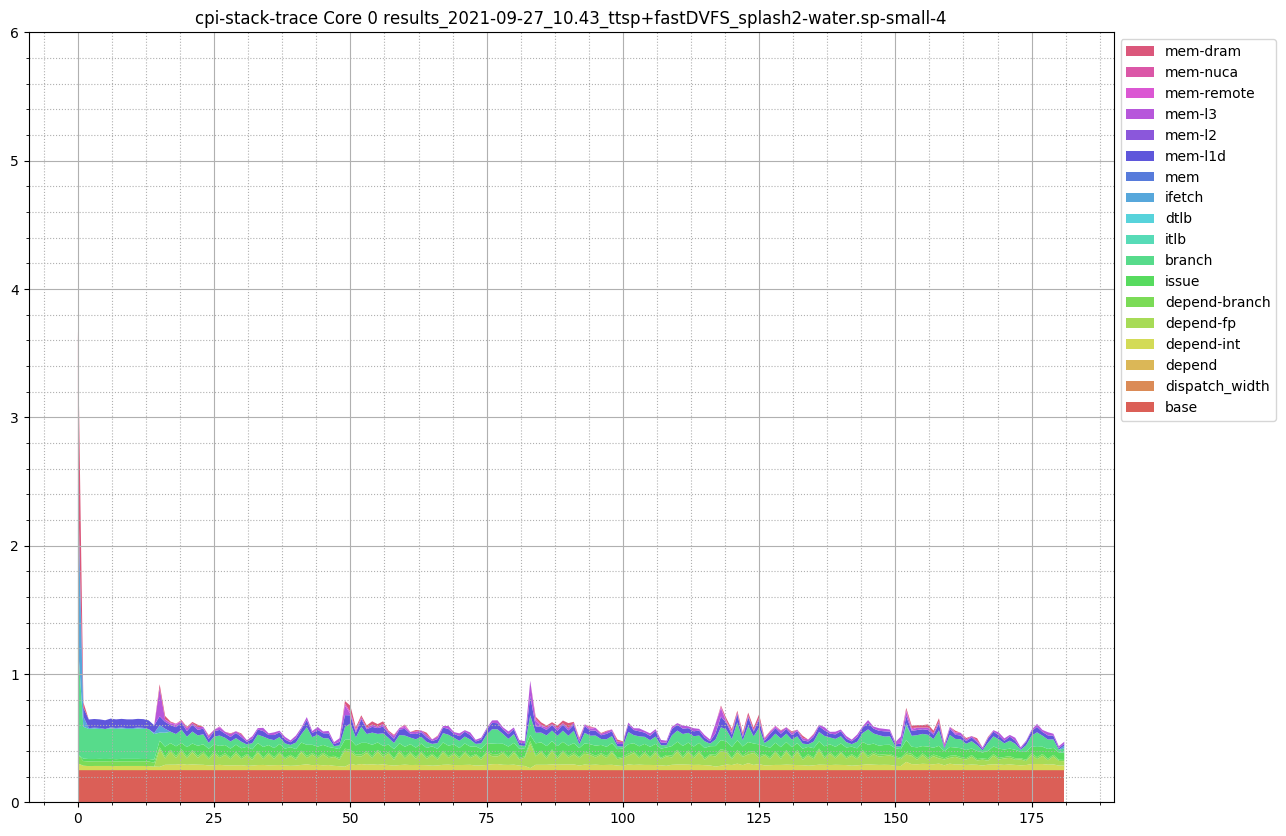 cpi-stack-trace Core 0 results_2021-09-27_10.43_ttsp+fastDVFS_splash2-water.sp-small-4
6
5
4
3
2
1
0
0 25 50 75 100 125 150 175
mem-dram
mem-nuca
mem-remote
mem-l3
mem-l2
mem-l1d
mem
ifetch
dtlb
itlb
branch
issue
depend-branch
depend-fp
depend-int
depend
dispatch_width
base